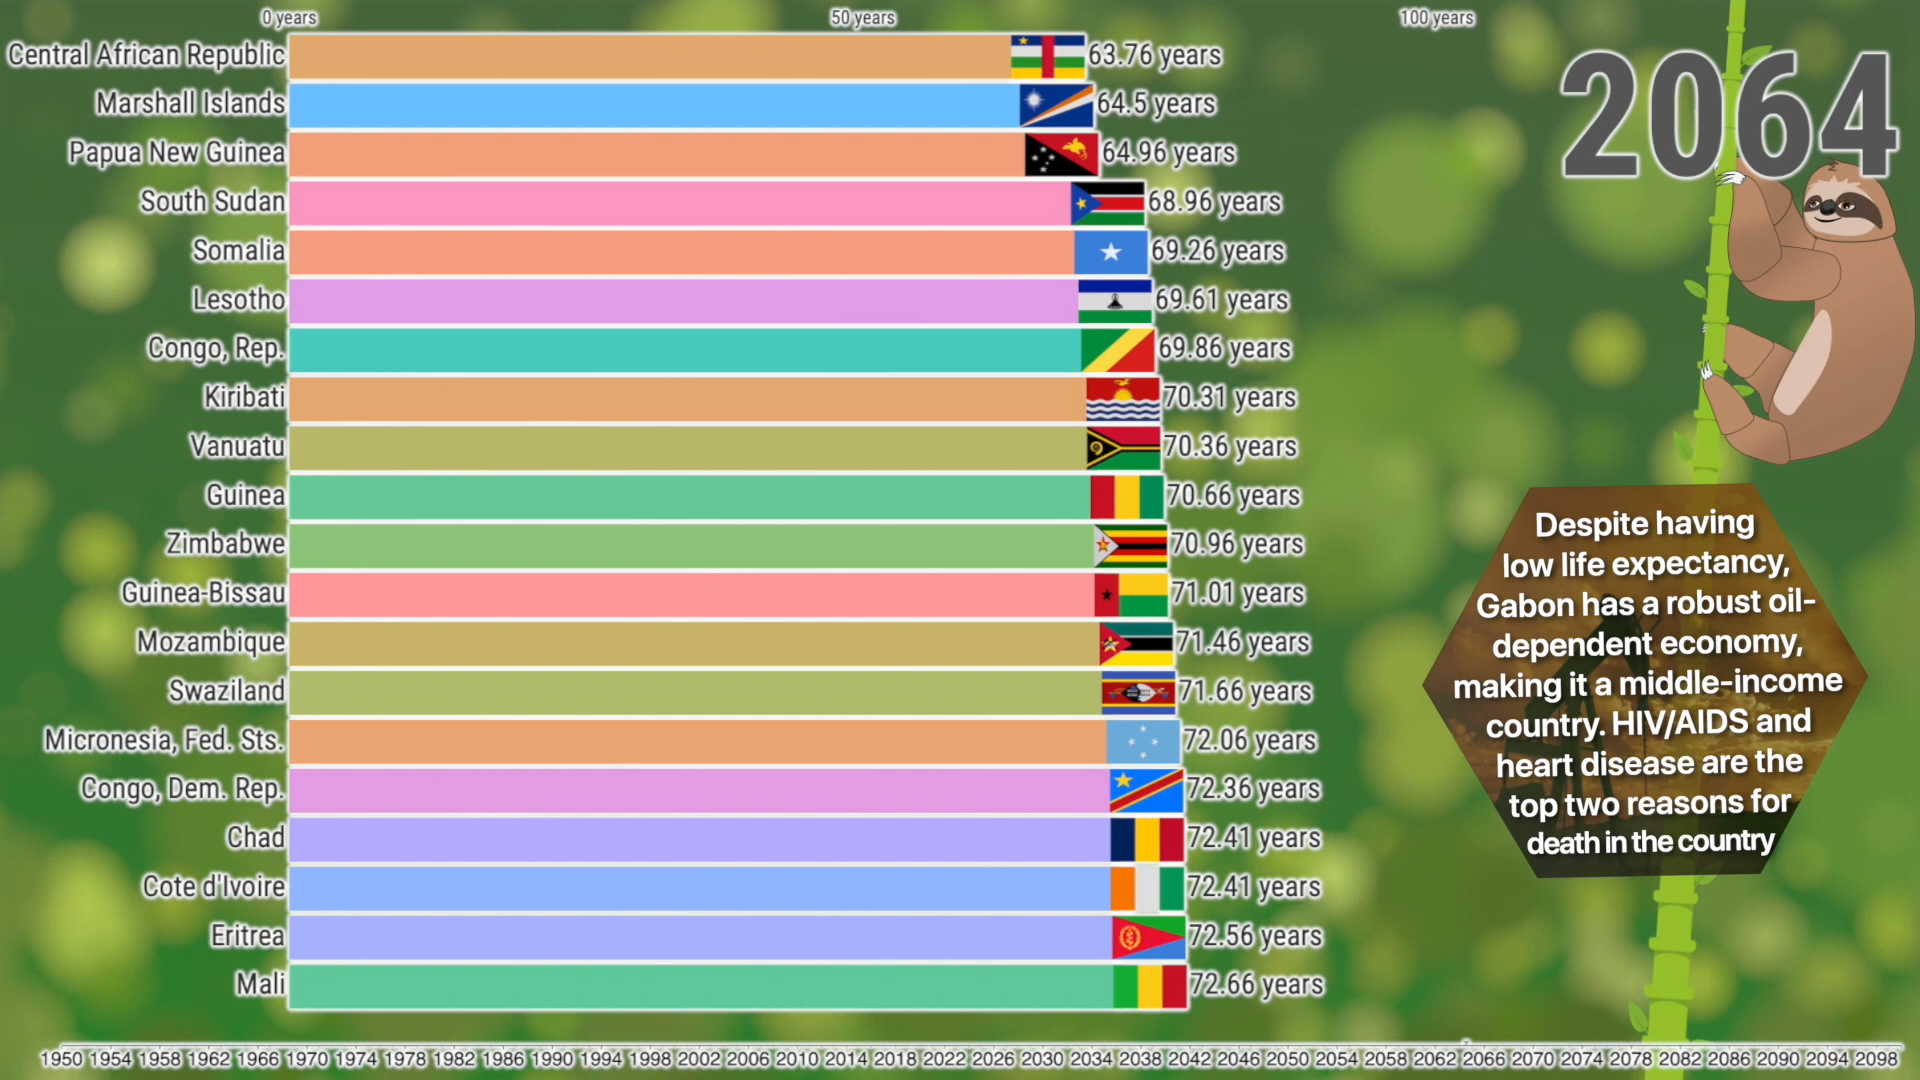 0 years 50 years 100 years
2064
Central African Republic 63.76 years
Marshall Islands 64.5 years
Papua New Guinea 64.96 years
South Sudan 68.96 years
Somalia 69.26 years
Lesotho 69.61 years
Congo, Rep. 69.86 years
Kiribati 70.31 years
Vanuatu 70.36 years
Guinea 70.66 years
Zimbabwe 70.96 years
Guinea-Bissau 71.01 years
Mozambique 71.46 years
Swaziland 71.66 years
Micronesia, Fed. Sts. 72.06 years
Congo, Dem. Rep. 72.36 years
Chad 72.41 years
Cote d'Ivoire 72.41 years
Eritrea 72.56 years
Mali 72.66 years
Despite having
low life expectancy,
Gabon has a robust oil-
dependent economy,
making it a middle-income
country. HIV/AIDS and
heart disease are the
top two reasons for
death in the country
1950 1954 1958 1962 1966 1970 1974 1978 1982 1986 1990 1994 1998 2002 2006 2010 2014 2018 2022 2026 2030 2034 2038 2042 2046 2050 2054 2058 2062 2066 2070 2074 2078 2082 2086 2090 2094 2098